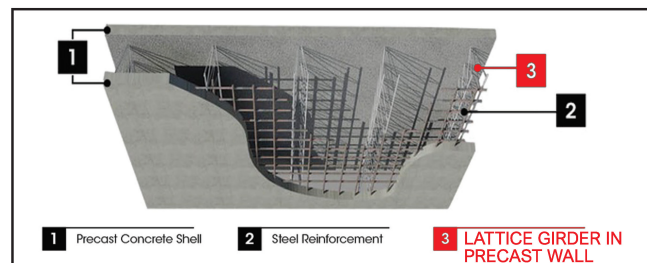 1
3
2
1 Precast Concrete Shell 2 Steel Reinforcement 3 LATTICE GIRDER IN
PRECAST WALL